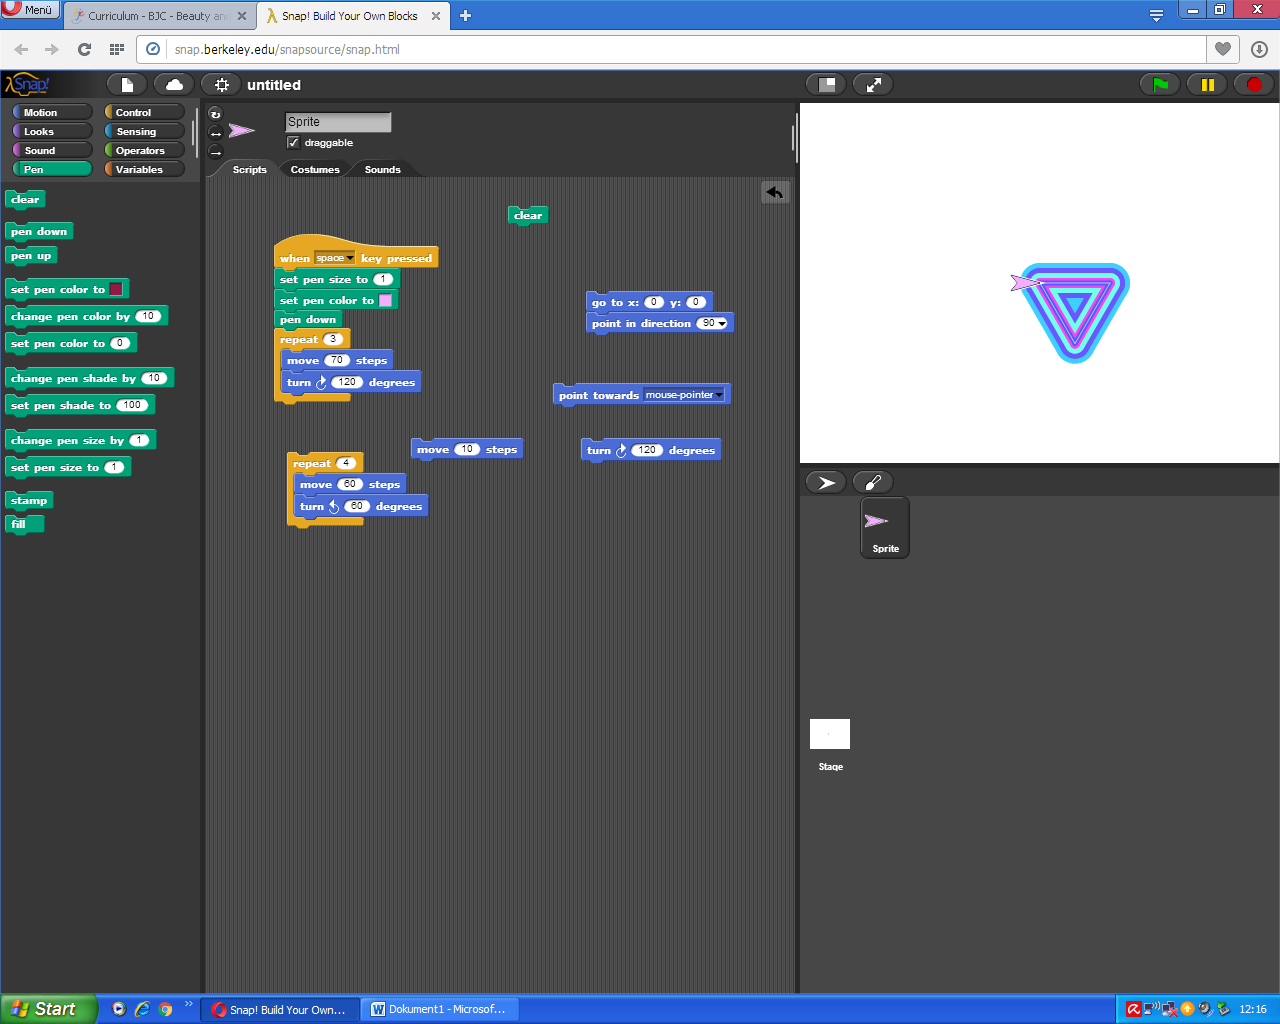 Menü
Curriculum - BJC - Beauty an
Snap! Build Your Own Blocks
snap.berkeley.edu/snapsource/snap.html
Snap!
untitled
Motion
Control
Looks
Sensing
Sound
Operators
Pen
Variables
Sprite
draggable
Scripts
Costumes
Sounds
clear
pen down
pen up
set pen color to
change pen color by 10
set pen color to 0
change pen shade by 10
set pen shade to 100
change pen size by 1
set pen size to 1
stamp
fill
clear
when space key pressed
set pen size to 1
set pen color to
pen down
repeat 3
move 70 steps
turn 120 degrees
go to x: 0 y: 0
point in direction 90
point towards mouse-pointer
move 10 steps
turn 120 degrees
repeat 4
move 60 steps
turn 60 degrees
Sprite
Stage
Start
Snap! Build Your Own...
Dokument1 - Microsof...
12:16